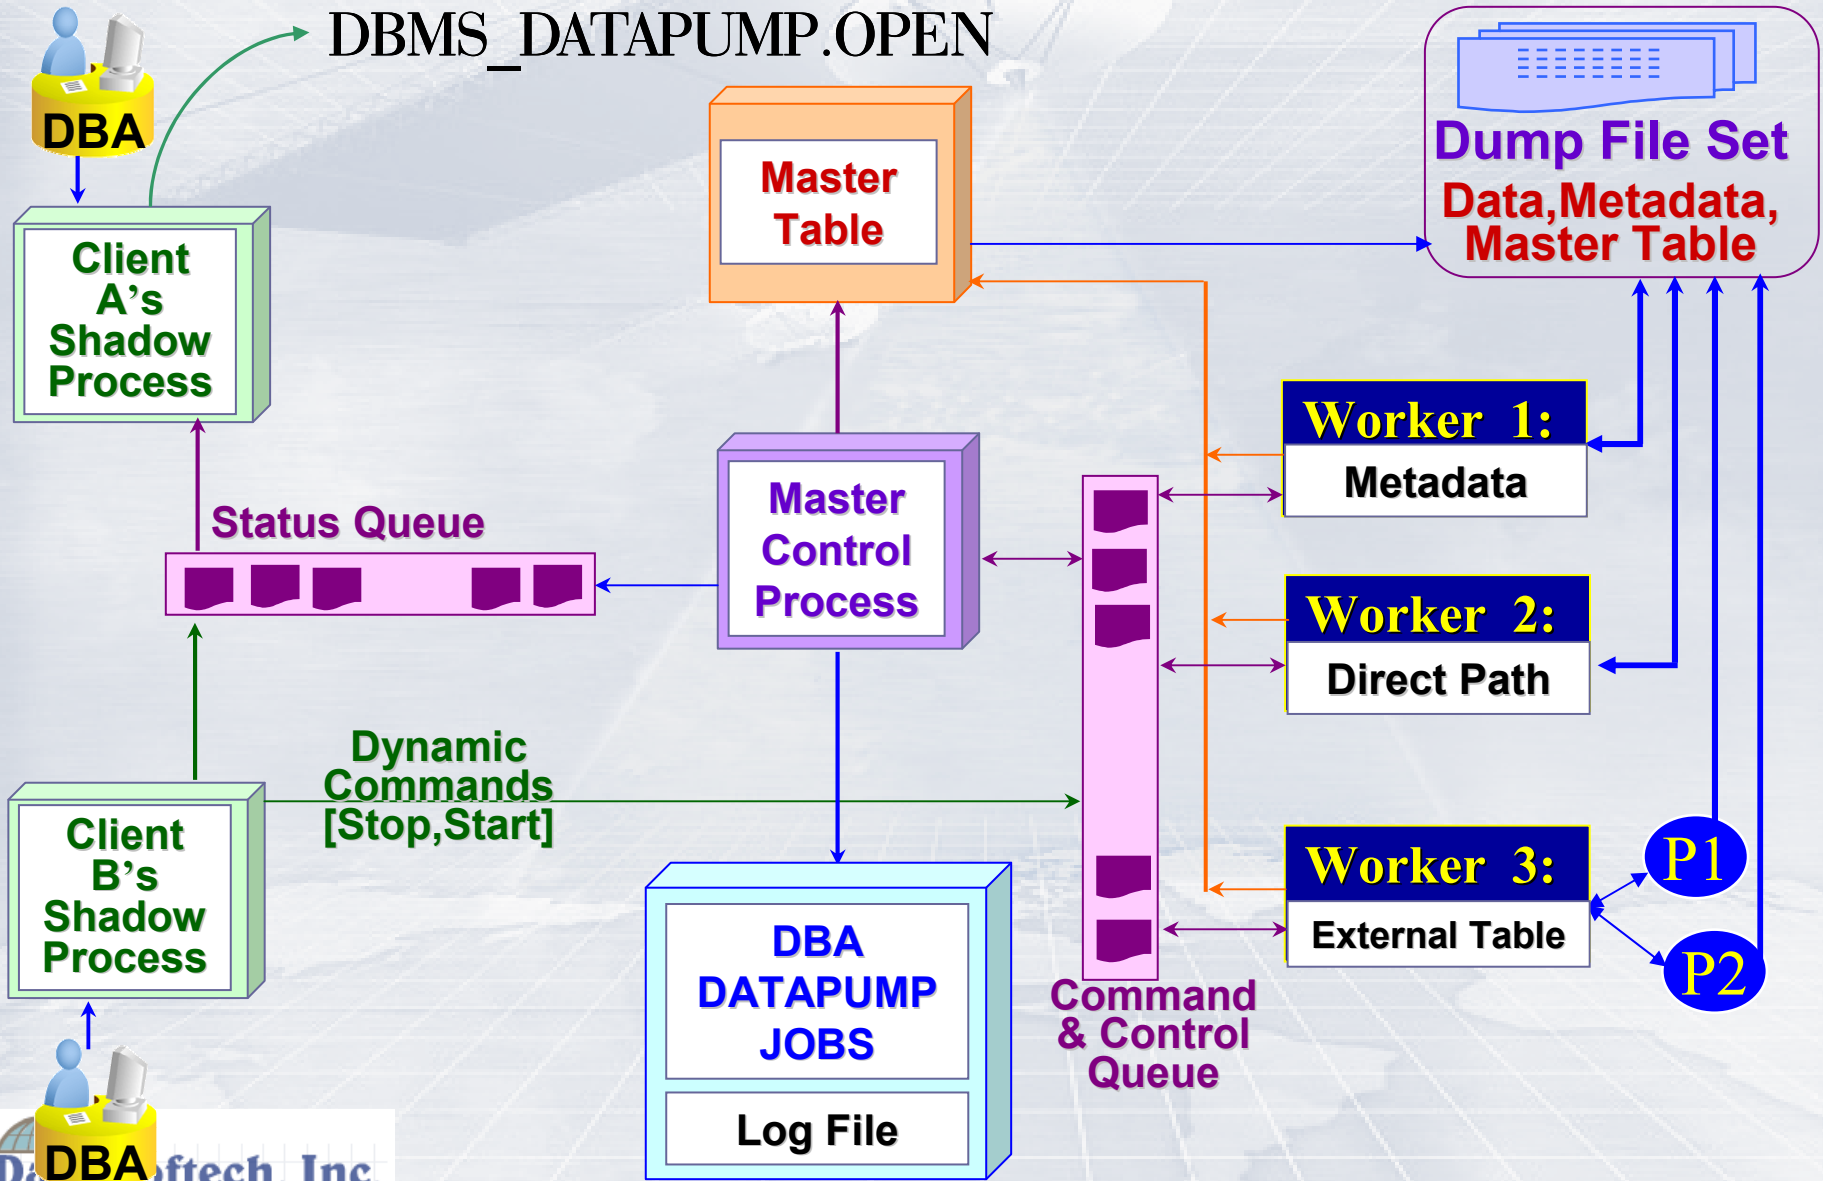 DBMS_DATAPUMP.OPEN
DBA
Client
A’s
Shadow
Process
Master
Table
Dump File Set
Data,Metadata,
Master Table
Status Queue
Master
Control
Process
Worker 1:
Metadata
Worker 2:
Direct Path
Dynamic
Commands
[Stop,Start]
Client
B’s
Shadow
Process
DBA
DATAPUMP
JOBS
Log File
Command
& Control
Queue
Worker 3:
External Table
P1
P2
DBA
Inc